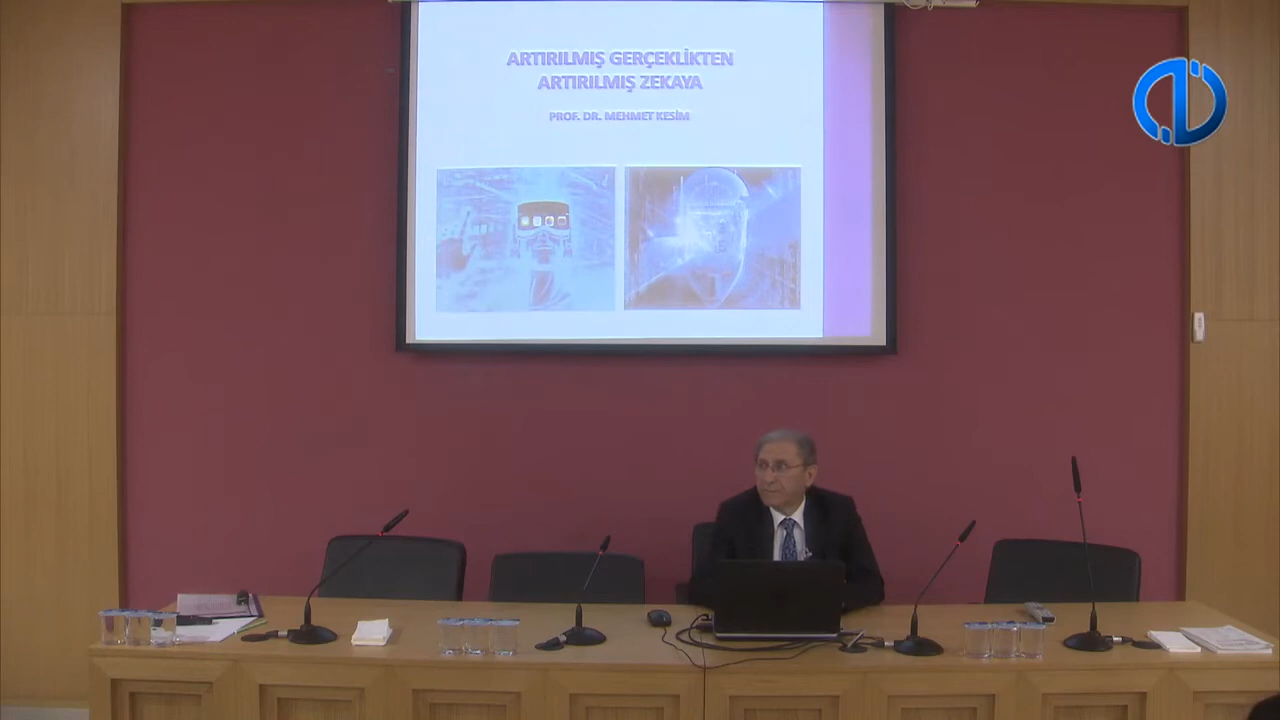 ARTIRILMIŞ GERÇEKLİKTEN
ARTIRILMIŞ ZEKAYA
PROF. DR. MEHMET KESİM